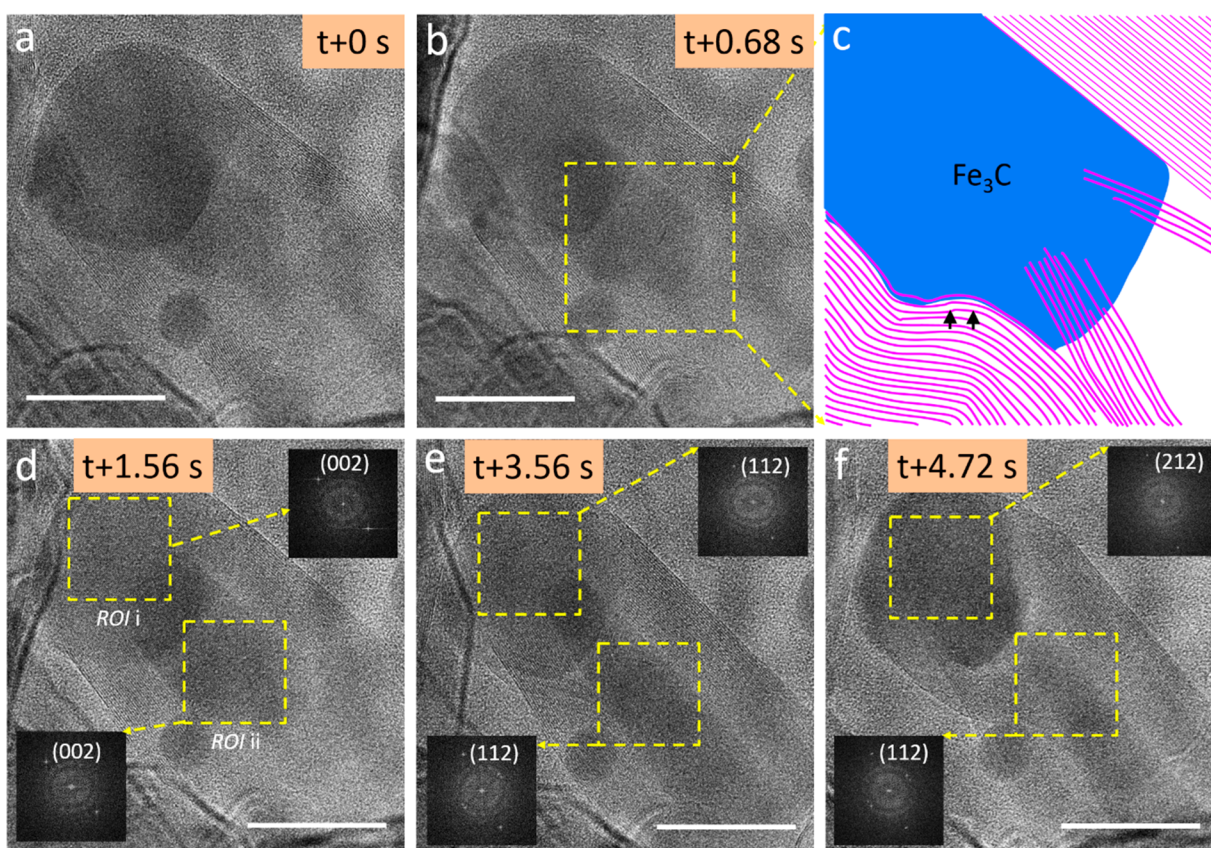 a
t+0 s
b
t+0.68 s
c
Fe₃C
d
t+1.56 s
(002)
ROI i
ROI ii
(002)
e
t+3.56 s
(112)
(112)
f
t+4.72 s
(212)
(112)